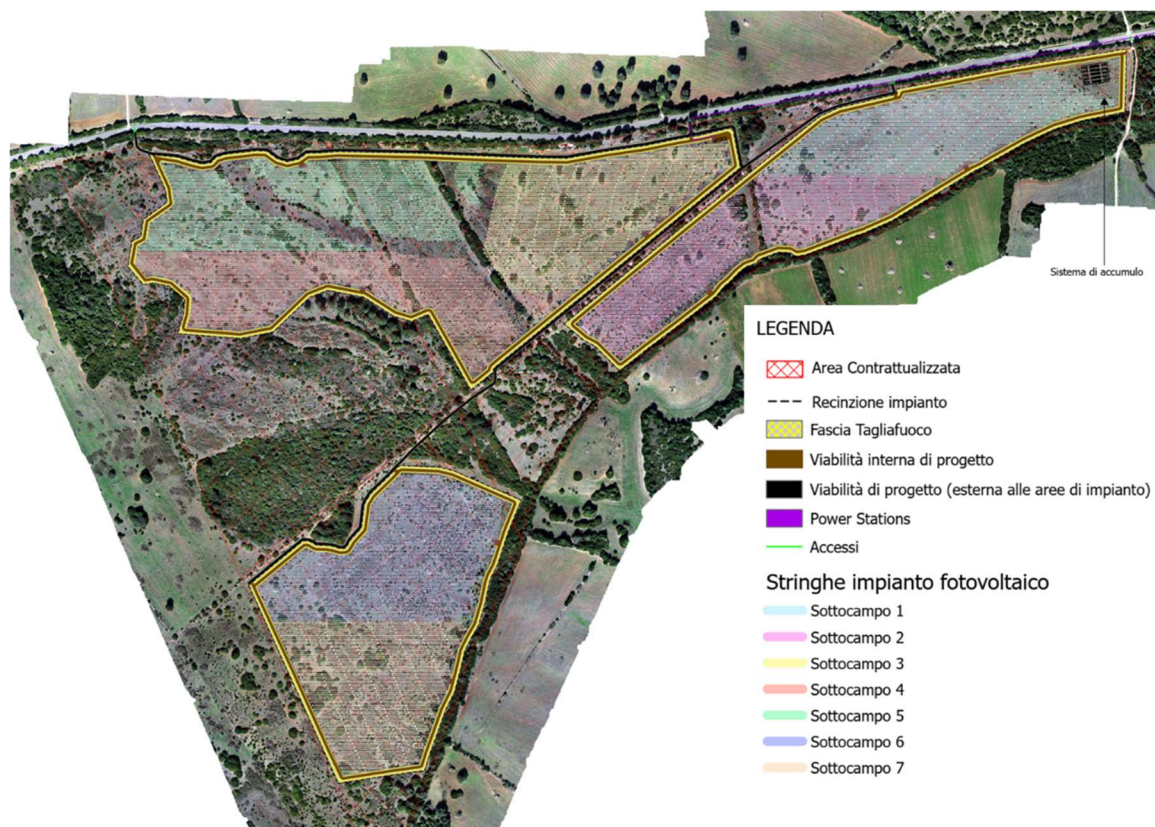 Sistema di accumulo
LEGENDA
Area Contrattualizzata
Recinzione impianto
Fascia Tagliafuoco
Viabilità interna di progetto
Viabilità di progetto (esterna alle aree di impianto)
Power Stations
Accessi
Stringhe impianto fotovoltaico
Sottocampo 1
Sottocampo 2
Sottocampo 3
Sottocampo 4
Sottocampo 5
Sottocampo 6
Sottocampo 7